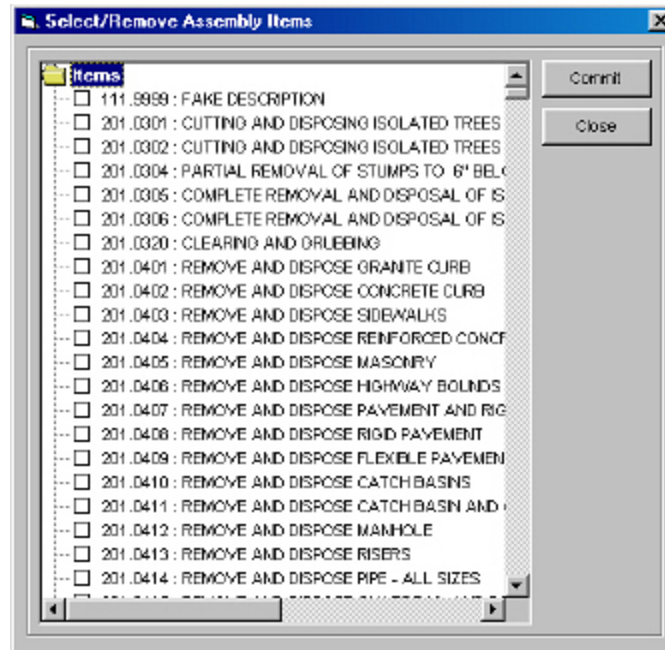 Select/Remove Assembly Items
Items
Commit
111.9999 : FAKE DESCRIPTION
201.0301 : CUTTING AND DISPOSING ISOLATED TREES
Close
201.0302 : CUTTING AND DISPOSING ISOLATED TREES
201.0304 : PARTIAL REMOVAL OF STUMPS TO 6" BEL
201.0305 : COMPLETE REMOVAL AND DISPOSAL OF IS
201.0306 : COMPLETE REMOVAL AND DISPOSAL OF IS
201.0320 : CLEARING AND GRUBBING
201.0401 : REMOVE AND DISPOSE GRANITE CURB
201.0402 : REMOVE AND DISPOSE CONCRETE CURB
201.0403 : REMOVE AND DISPOSE SIDEWALKS
201.0404 : REMOVE AND DISPOSE REINFORCED CONCR
201.0405 : REMOVE AND DISPOSE MASONRY
201.0406 : REMOVE AND DISPOSE HIGHWAY BOUNDS
201.0407 : REMOVE AND DISPOSE PAVEMENT AND RIG
201.0408 : REMOVE AND DISPOSE RIGID PAVEMENT
201.0409 : REMOVE AND DISPOSE FLEXIBLE PAVEMEN
201.0410 : REMOVE AND DISPOSE CATCH BASINS
201.0411 : REMOVE AND DISPOSE CATCH BASIN AND
201.0412 : REMOVE AND DISPOSE MANHOLE
201.0413 : REMOVE AND DISPOSE RISERS
201.0414 : REMOVE AND DISPOSE PIPE - ALL SIZES